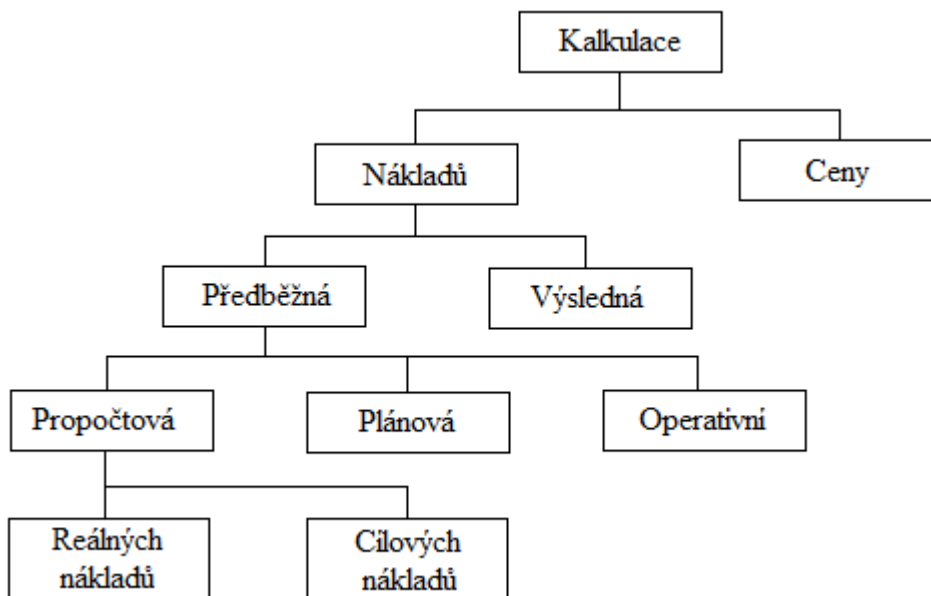 Kalkulace
Nákladů
Ceny
Předběžná
Výsledná
Propočtová
Plánová
Operativní
Reálných
nákladů
Cílových
nákladů